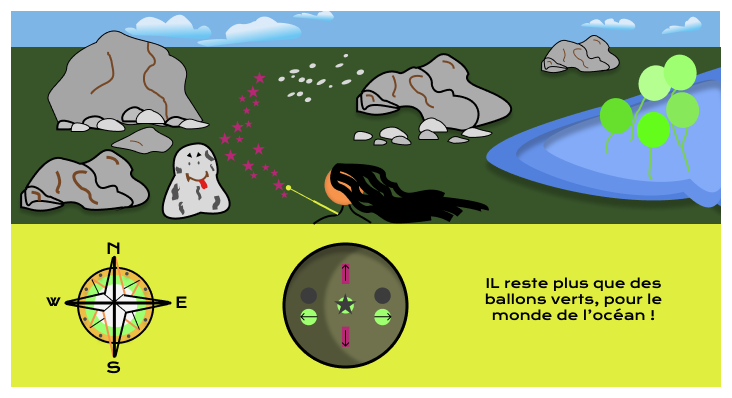 N
W
E
S
IL reste plus que des
ballons verts, pour le
monde de l'océan !